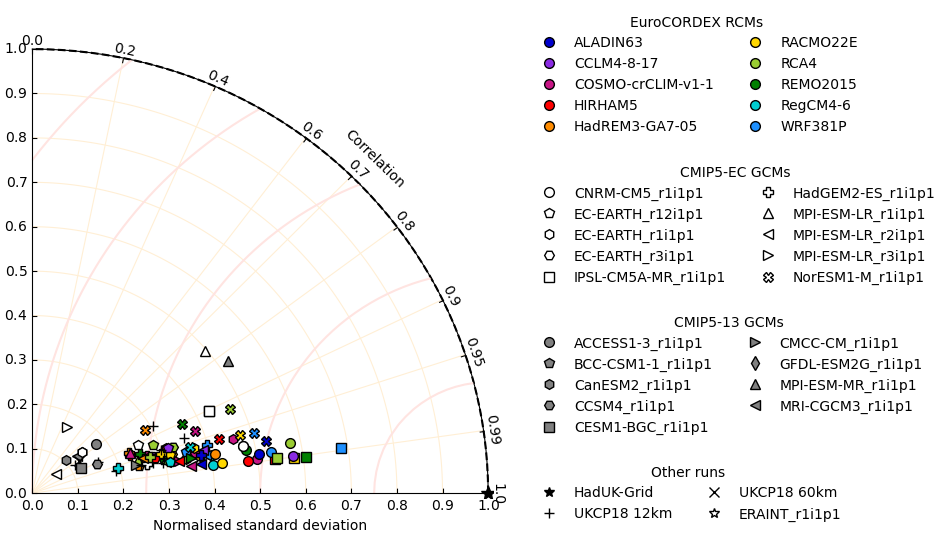 EuroCORDEX RCMs
ALADIN63 RACMO22E
CCLM4-8-17 RCA4
COSMO-crCLIM-v1-1 REMO2015
HIRHAM5 RegCM4-6
HadREM3-GA7-05 WRF381P
CMIP5-EC GCMs
CNRM-CM5_r1i1p1 HadGEM2-ES_r1i1p1
EC-EARTH_r12i1p1 MPI-ESM-LR_r1i1p1
EC-EARTH_r1i1p1 MPI-ESM-LR_r2i1p1
EC-EARTH_r3i1p1 MPI-ESM-LR_r3i1p1
IPSL-CM5A-MR_r1i1p1 NorESM1-M_r1i1p1
CMIP5-13 GCMs
ACCESS1-3_r1i1p1 CMCC-CM_r1i1p1
BCC-CSM1-1_r1i1p1 GFDL-ESM2G_r1i1p1
CanESM2_r1i1p1 MPI-ESM-MR_r1i1p1
CCSM4_r1i1p1 MRI-CGCM3_r1i1p1
CESM1-BGC_r1i1p1
Other runs
HadUK-Grid UKCP18 60km
UKCP18 12km ERAINT_r1i1p1
1.0
0.9
0.8
0.7
0.6
0.5
0.4
0.3
0.2
0.1
0.0
0.0
0.2
0.4
0.6
0.7
0.8
0.9
0.95
0.99
1.0
Correlation
0.0 0.1 0.2 0.3 0.4 0.5 0.6 0.7 0.8 0.9 1.0
Normalised standard deviation